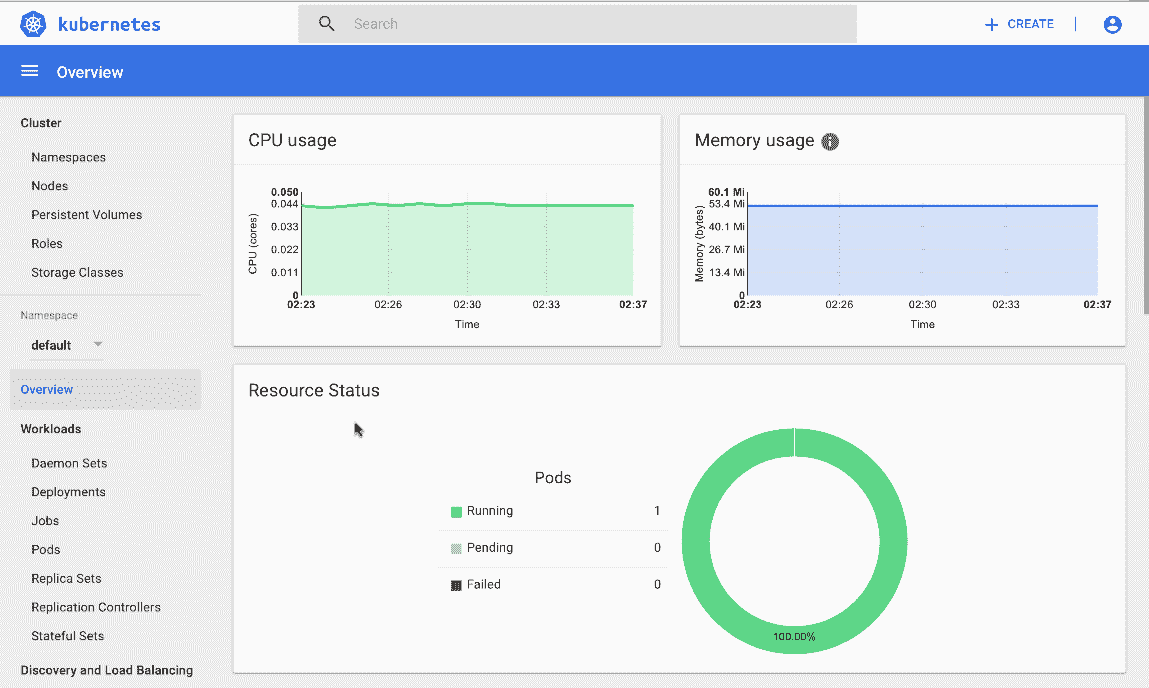 kubernetes
Search
+ CREATE |
Overview
Cluster
Namespaces
Nodes
Persistent Volumes
Roles
Storage Classes
Namespace
default
Overview
Workloads
Daemon Sets
Deployments
Jobs
Pods
Replica Sets
Replication Controllers
Stateful Sets
Discovery and Load Balancing
CPU usage
CPU (cores)
0.050
0.044
0.033
0.022
0.011
0
02:23 02:26 02:30 02:33 02:37
Time
Memory usage
Memory (bytes)
60.1 Mi
53.4 Mi
40.1 Mi
26.7 Mi
13.4 Mi
0
02:23 02:26 02:30 02:33 02:37
Time
Resource Status
Pods
Running 1
Pending 0
Failed 0
100.00%